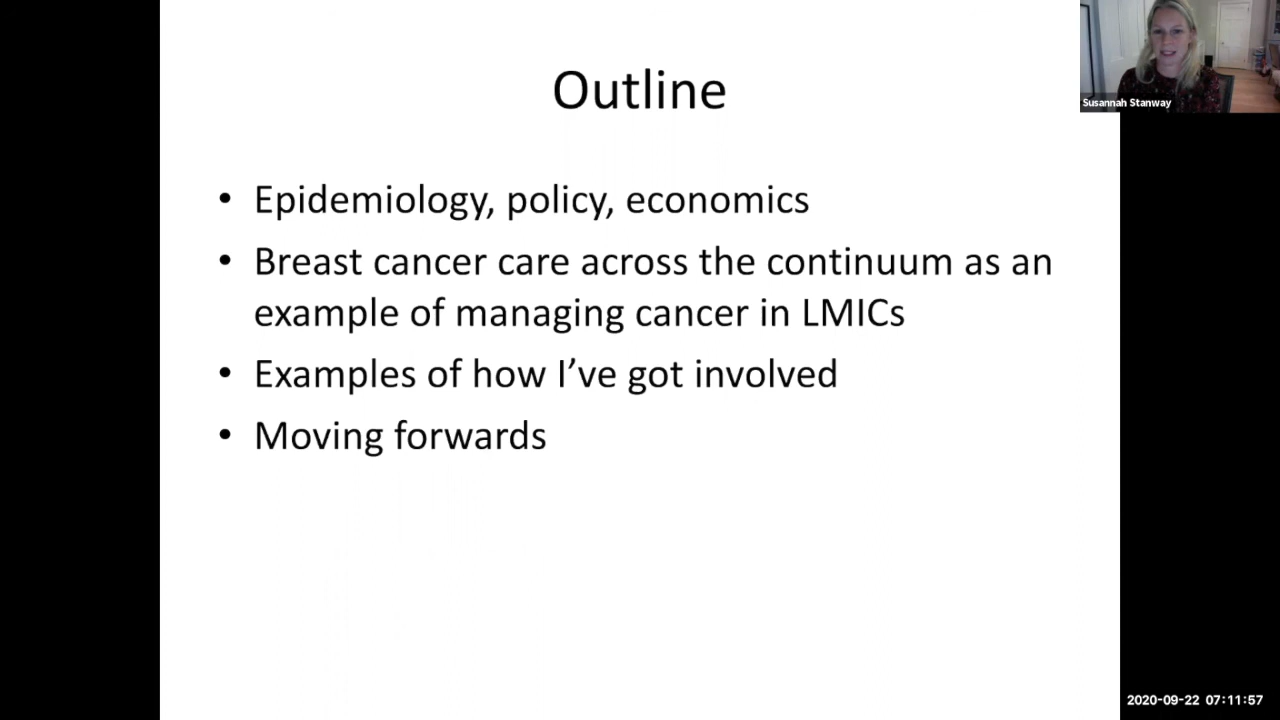 Outline
Susannah Stanway
• Epidemiology, policy, economics
• Breast cancer care across the continuum as an
example of managing cancer in LMICs
• Examples of how I’ve got involved
• Moving forwards
2020-09-22 07:11:57